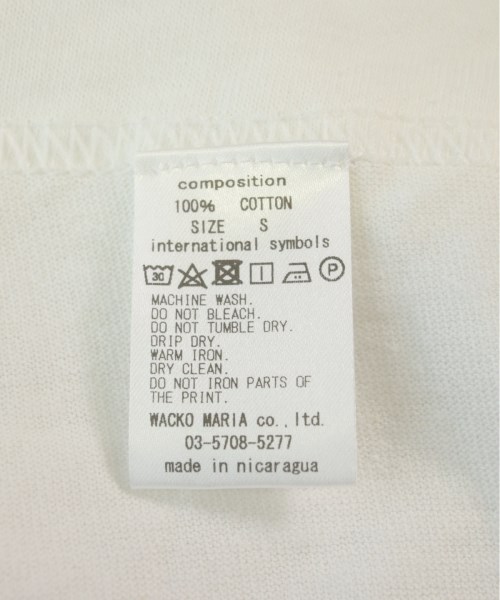 composition
100% COTTON
SIZE S
international symbols
30 P
MACHINE WASH.
DO NOT BLEACH.
DO NOT TUMBLE DRY.
DRIP DRY.
WARM IRON.
DRY CLEAN.
DO NOT IRON PARTS OF
THE PRINT.
WACKO MARIA co.,ltd.
03-5708-5277
made in nicaragua